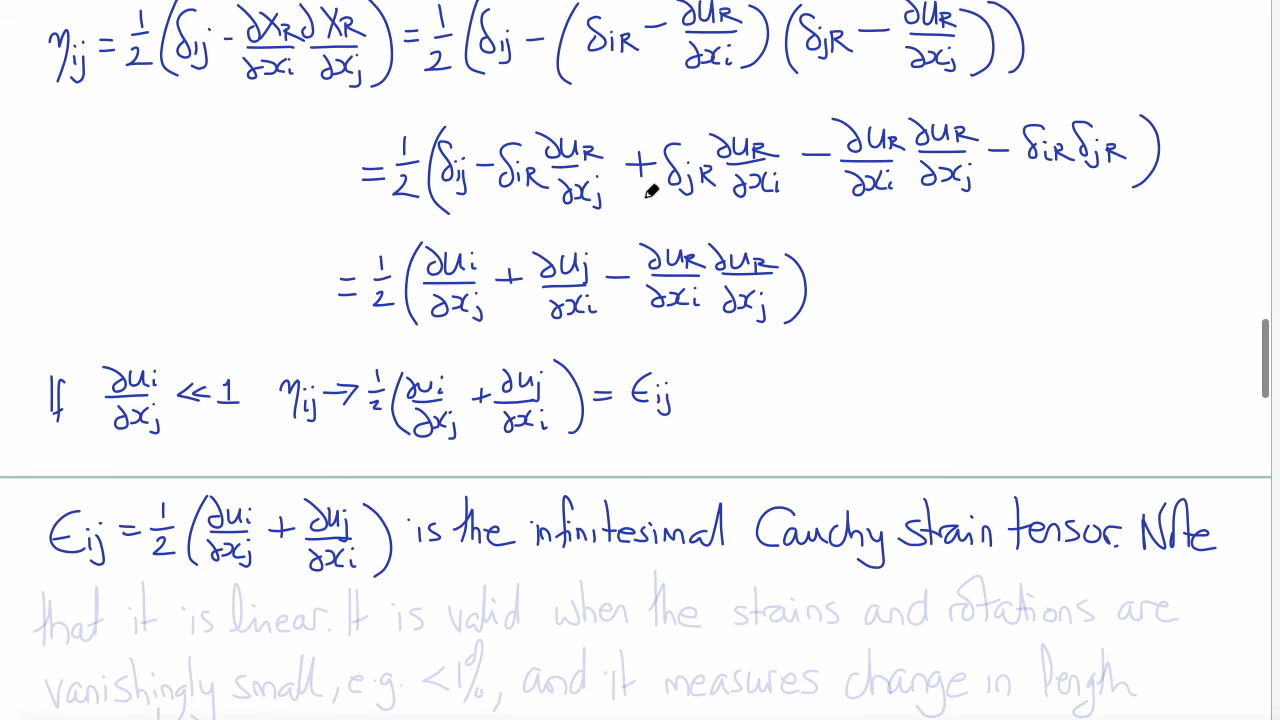 η_ij = 1/2 (δ_ij - ∂X_R/∂x_i ∂X_R/∂x_j) = 1/2 (δ_ij - (δ_iR - ∂u_R/∂x_i)(δ_jR - ∂u_R/∂x_j))
= 1/2 (δ_ij - δ_iR ∂u_R/∂x_j + δ_jR ∂u_R/∂x_i - ∂u_R/∂x_i ∂u_R/∂x_j - δ_iR δ_jR)
= 1/2 (∂u_i/∂x_j + ∂u_j/∂x_i - ∂u_R/∂x_i ∂u_R/∂x_j)
If ∂u_i/∂x_j ≪ 1 η_ij → 1/2 (∂u_i/∂x_j + ∂u_j/∂x_i) = ϵ_ij
ϵ_ij = 1/2 (∂u_i/∂x_j + ∂u_j/∂x_i) is the infinitesimal Cauchy strain tensor. Note
that it is linear. It is valid when the strains and rotations are
vanishingly small, e.g. <1%, and it measures change in length